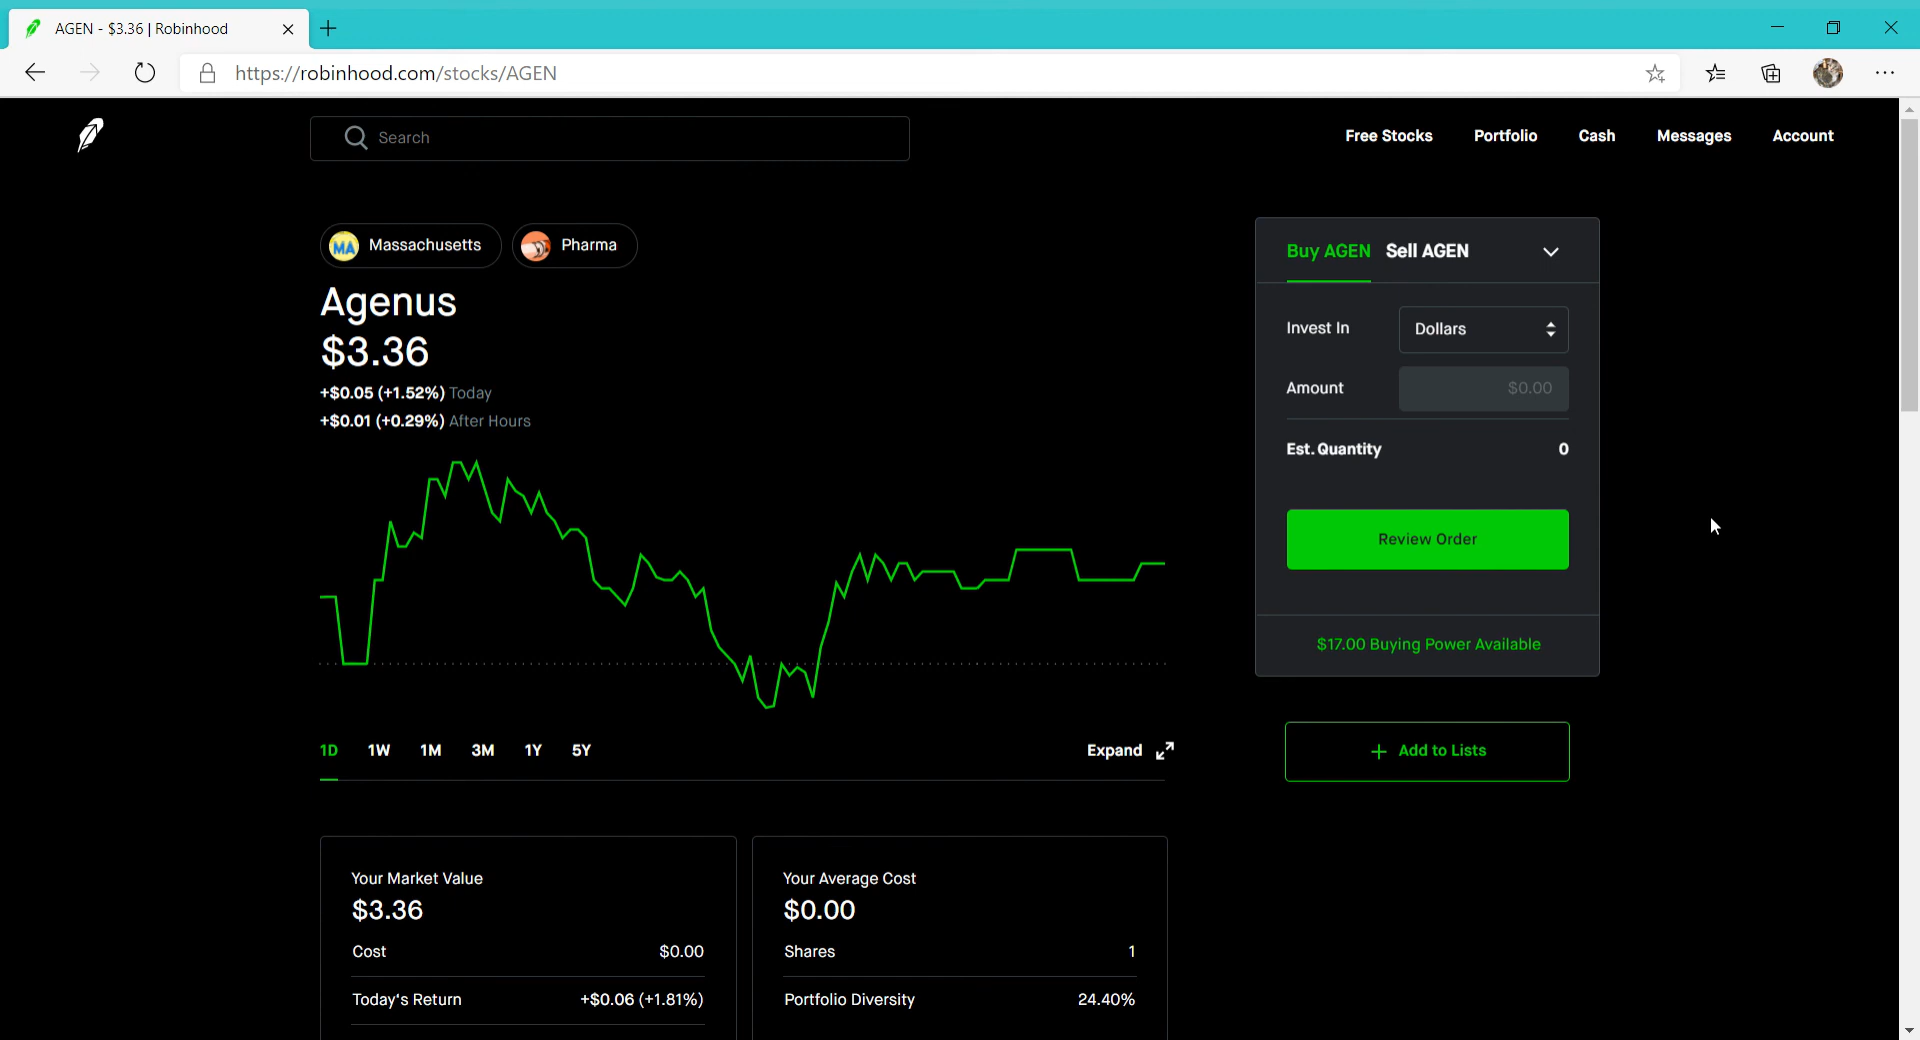 AGEN - $3.36 | Robinhood
https://robinhood.com/stocks/AGEN
Search
Free Stocks
Portfolio
Cash
Messages
Account
MA Massachusetts
Pharma
Agenus
$3.36
+$0.05 (+1.52%) Today
+$0.01 (+0.29%) After Hours
Buy AGEN
Sell AGEN
Invest In
Dollars
Amount
$0.00
Est. Quantity
0
Review Order
$17.00 Buying Power Available
1D
1W
1M
3M
1Y
5Y
Expand
+ Add to Lists
Your Market Value
$3.36
Cost
$0.00
Today's Return
+$0.06 (+1.81%)
Your Average Cost
$0.00
Shares
1
Portfolio Diversity
24.40%